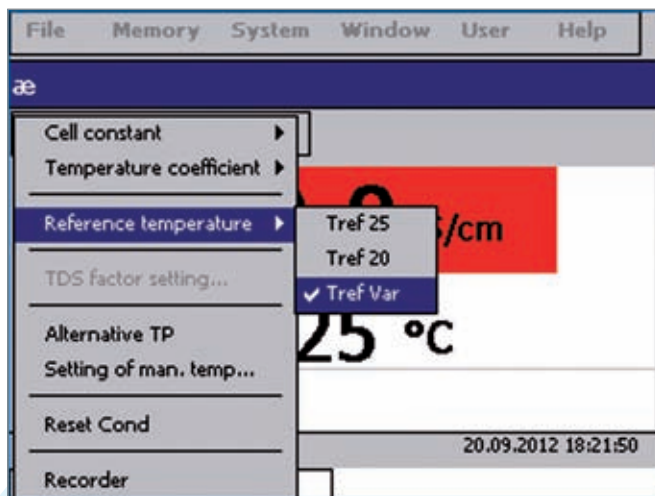 File Memory System Window User Help
æ
Cell constant
Temperature coefficient
Reference temperature
Tref 25
Tref 20
Tref Var
/cm
TDS factor setting...
Alternative TP
Setting of man. temp...
25 °C
Reset Cond
20.09.2012 18:21:50
Recorder